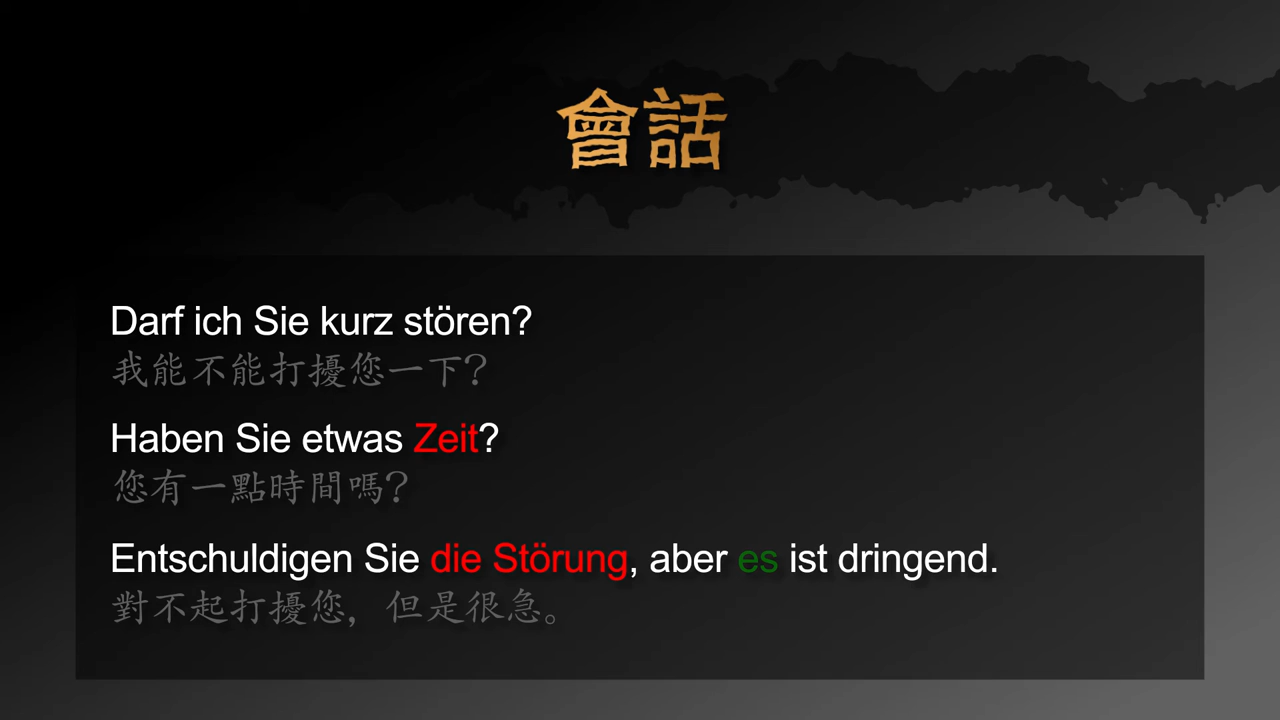 會話
Darf ich Sie kurz stören?
我能不能打擾您一下?
Haben Sie etwas Zeit?
您有一點時間嗎?
Entschuldigen Sie die Störung, aber es ist dringend.
對不起打擾您，但是很急。